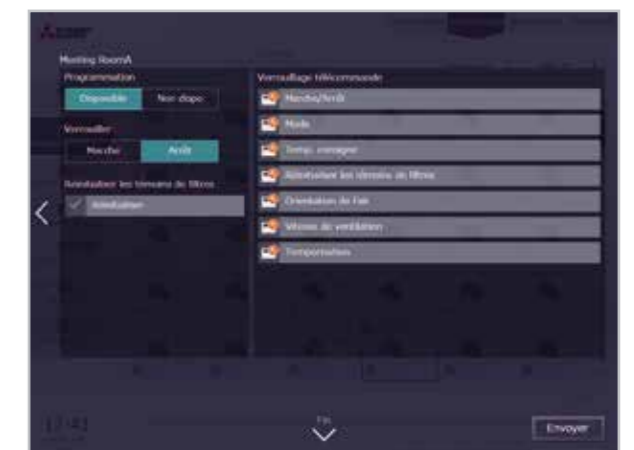 Meeting RoomA
Programmation
Disponible
Non dispo.
Verrouiller
Marche
Arrêt
Réinitialiser les témoins de filtres
Réinitialiser
Verrouillage télécommande
Marche/Arrêt
Mode
Temp. consigne
Réinitialiser les témoins de filtres
Orientation de l'air
Vitesse de ventilation
Temporisation
17:41
Fin
Envoyer